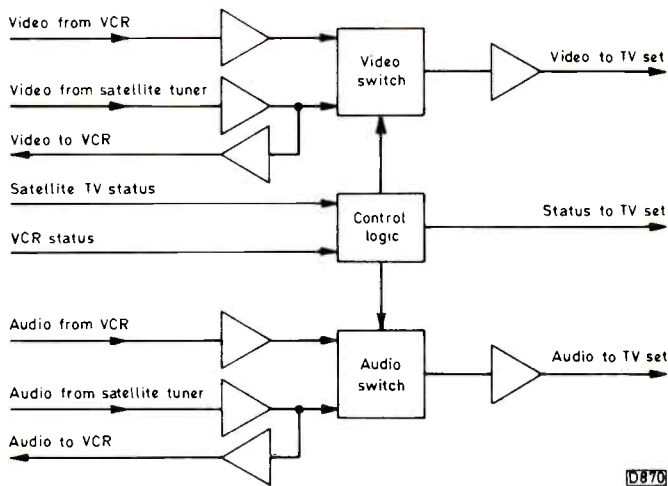 Video from VCR
Video switch
Video to TV set
Video from satellite tuner
Video to VCR
Satellite TV status
Control logic
Status to TV set
VCR status
Audio from VCR
Audio switch
Audio to TV set
Audio from satellite tuner
Audio to VCR
D870